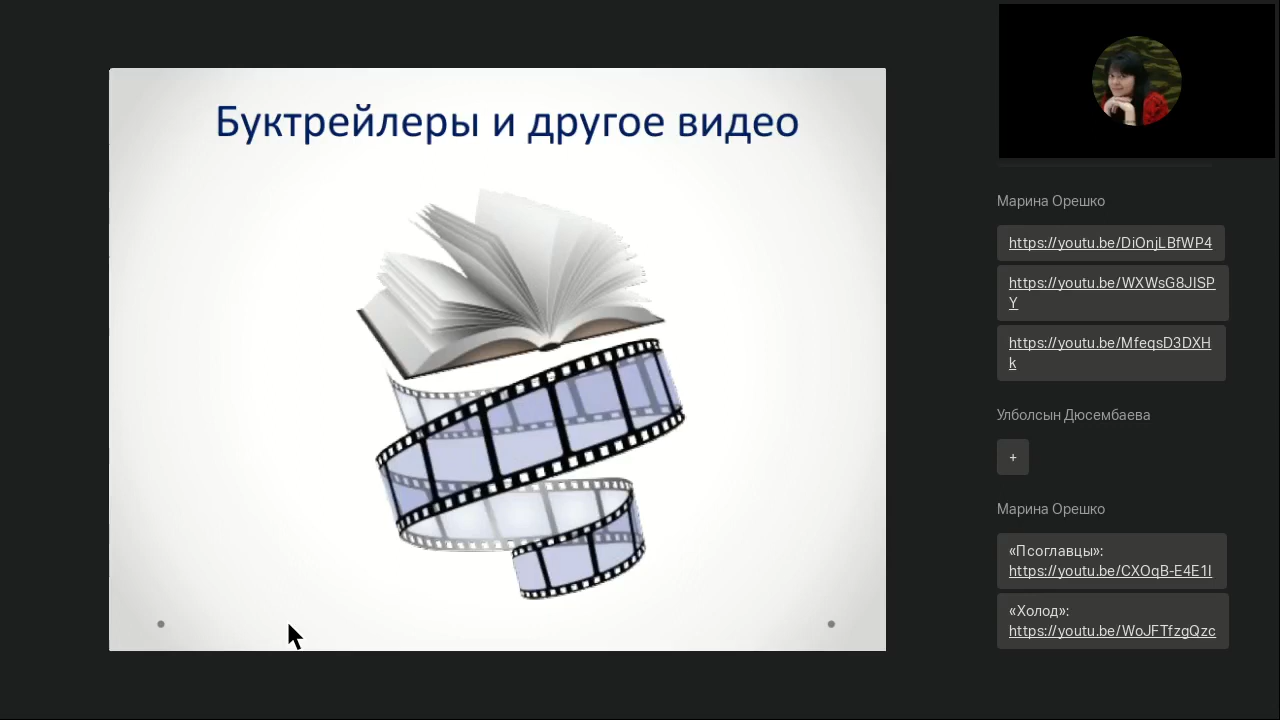 Буктрейлеры и другое видео
Марина Орешко
https://youtu.be/DiOnjLBfWP4
https://youtu.be/WXWsG8JISP
Y
https://youtu.be/MfeqsD3DXH
k
Улболсын Дюсембаева
+
Марина Орешко
«Псоглавцы»:
https://youtu.be/CXOqB-E4E1I
«Холод»:
https://youtu.be/WoJFTfzgQzc